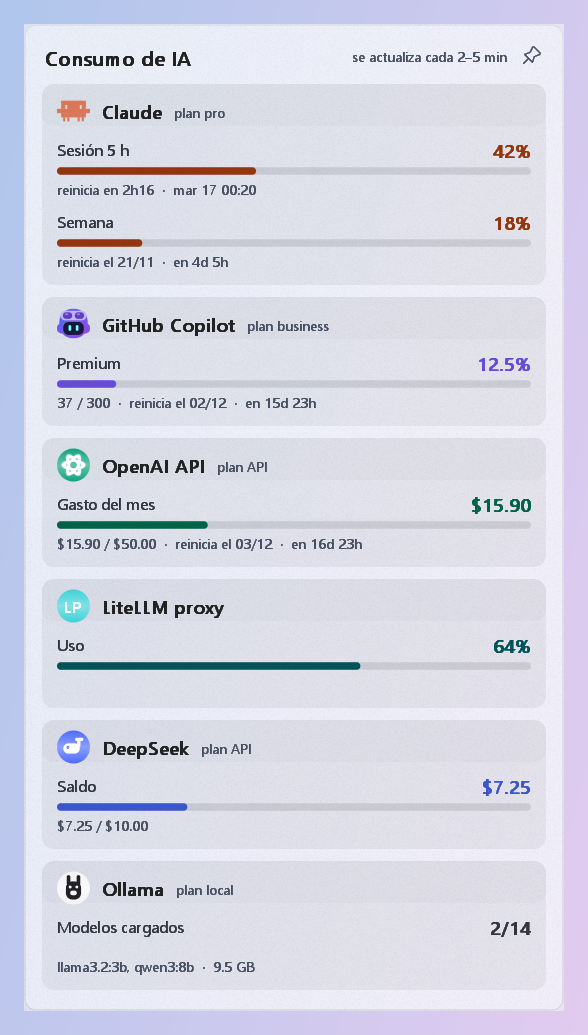 Consumo de IA se actualiza cada 2–5 min
Claude plan pro
Sesión 5 h 42%
reinicia en 2h16 · mar 17 00:20
Semana 18%
reinicia el 21/11 · en 4d 5h
GitHub Copilot plan business
Premium 12.5%
37 / 300 · reinicia el 02/12 · en 15d 23h
OpenAI API plan API
Gasto del mes $15.90
$15.90 / $50.00 · reinicia el 03/12 · en 16d 23h
LP LiteLLM proxy
Uso 64%
DeepSeek plan API
Saldo $7.25
$7.25 / $10.00
Ollama plan local
Modelos cargados 2/14
llama3.2:3b, qwen3:8b · 9.5 GB